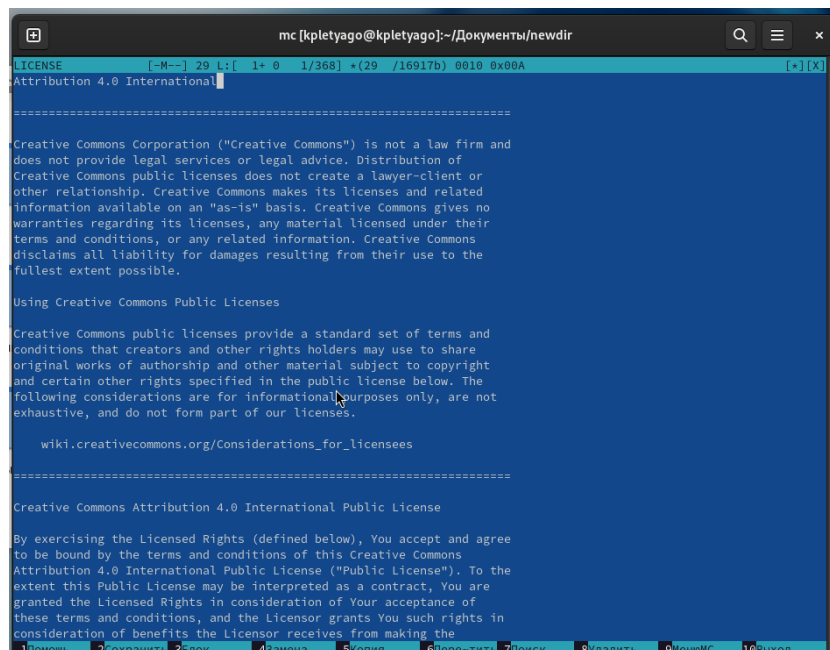 mc [kpletyago@kpletyago]:~/Документы/newdir
LICENSE [-M--] 29 L:[ 1+ 0 1/368] *(29 /16917b) 0010 0x00A [*][X]
Attribution 4.0 International
=======================================================================
Creative Commons Corporation ("Creative Commons") is not a law firm and
does not provide legal services or legal advice. Distribution of
Creative Commons public licenses does not create a lawyer-client or
other relationship. Creative Commons makes its licenses and related
information available on an "as-is" basis. Creative Commons gives no
warranties regarding its licenses, any material licensed under their
terms and conditions, or any related information. Creative Commons
disclaims all liability for damages resulting from their use to the
fullest extent possible.
Using Creative Commons Public Licenses
Creative Commons public licenses provide a standard set of terms and
conditions that creators and other rights holders may use to share
original works of authorship and other material subject to copyright
and certain other rights specified in the public license below. The
following considerations are for informational purposes only, are not
exhaustive, and do not form part of our licenses.
wiki.creativecommons.org/Considerations_for_licensees
=======================================================================
Creative Commons Attribution 4.0 International Public License
By exercising the Licensed Rights (defined below), You accept and agree
to be bound by the terms and conditions of this Creative Commons
Attribution 4.0 International Public License ("Public License"). To the
extent this Public License may be interpreted as a contract, You are
granted the Licensed Rights in consideration of Your acceptance of
these terms and conditions, and the Licensor grants You such rights in
consideration of benefits the Licensor receives from making the
1Помощь 2Сохранить 3Блок 4Замена 5Копия 6Пере~тить 7Поиск 8Удалить 9МенюMC 10Выход